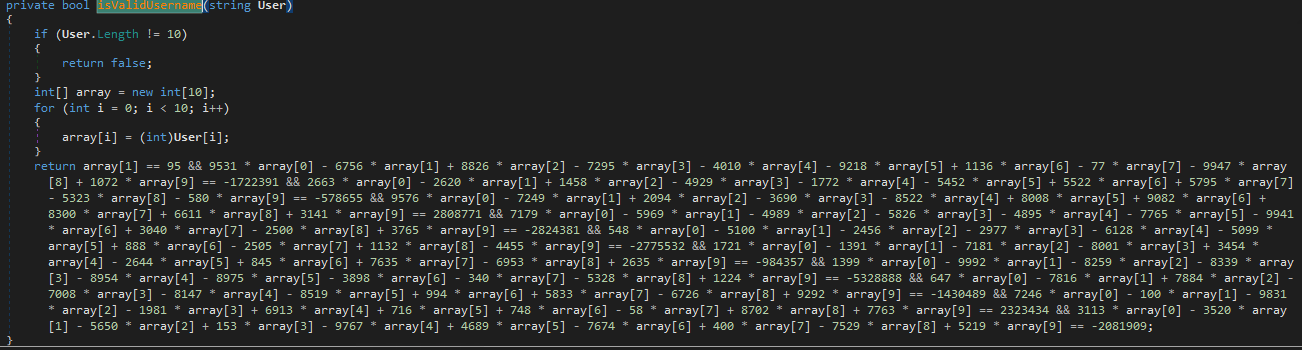 private bool isValidUsername(string User)
{
if (User.Length != 10)
{
return false;
}
int[] array = new int[10];
for (int i = 0; i < 10; i++)
{
array[i] = (int)User[i];
}
return array[1] == 95 && 9531 * array[0] - 6756 * array[1] + 8826 * array[2] - 7295 * array[3] - 4010 * array[4] - 9218 * array[5] + 1136 * array[6] - 77 * array[7] - 9947 * array
[8] + 1072 * array[9] == -1722391 && 2663 * array[0] - 2620 * array[1] + 1458 * array[2] - 4929 * array[3] - 1772 * array[4] - 5452 * array[5] + 5522 * array[6] + 5795 * array[7]
- 5323 * array[8] - 580 * array[9] == -578655 && 9576 * array[0] - 7249 * array[1] + 2094 * array[2] - 3690 * array[3] - 8522 * array[4] + 8008 * array[5] + 9082 * array[6] +
8300 * array[7] + 6611 * array[8] + 3141 * array[9] == 2808771 && 7179 * array[0] - 5969 * array[1] - 4989 * array[2] - 5826 * array[3] - 4895 * array[4] - 7765 * array[5] - 9941
* array[6] + 3040 * array[7] - 2500 * array[8] + 3765 * array[9] == -2824381 && 548 * array[0] - 5100 * array[1] - 2456 * array[2] - 2977 * array[3] - 6128 * array[4] - 5099 *
array[5] + 888 * array[6] - 2505 * array[7] + 1132 * array[8] - 4455 * array[9] == -2775532 && 1721 * array[0] - 1391 * array[1] - 7181 * array[2] - 8001 * array[3] + 3454 *
array[4] - 2644 * array[5] + 845 * array[6] + 7635 * array[7] - 6953 * array[8] + 2635 * array[9] == -984357 && 1399 * array[0] - 9992 * array[1] - 8259 * array[2] - 8339 * array
[3] - 8954 * array[4] - 8975 * array[5] - 3898 * array[6] - 340 * array[7] - 5328 * array[8] + 1224 * array[9] == -5328888 && 647 * array[0] - 7816 * array[1] + 7884 * array[2] -
7008 * array[3] - 8147 * array[4] - 8519 * array[5] + 994 * array[6] + 5833 * array[7] - 6726 * array[8] + 9292 * array[9] == -1430489 && 7246 * array[0] - 100 * array[1] - 9831
* array[2] - 1981 * array[3] + 6913 * array[4] + 716 * array[5] + 748 * array[6] - 58 * array[7] + 8702 * array[8] + 7763 * array[9] == 2323434 && 3113 * array[0] - 3520 * array
[1] - 5650 * array[2] + 153 * array[3] - 9767 * array[4] + 4689 * array[5] - 7674 * array[6] + 400 * array[7] - 7529 * array[8] + 5219 * array[9] == -2081909;
}